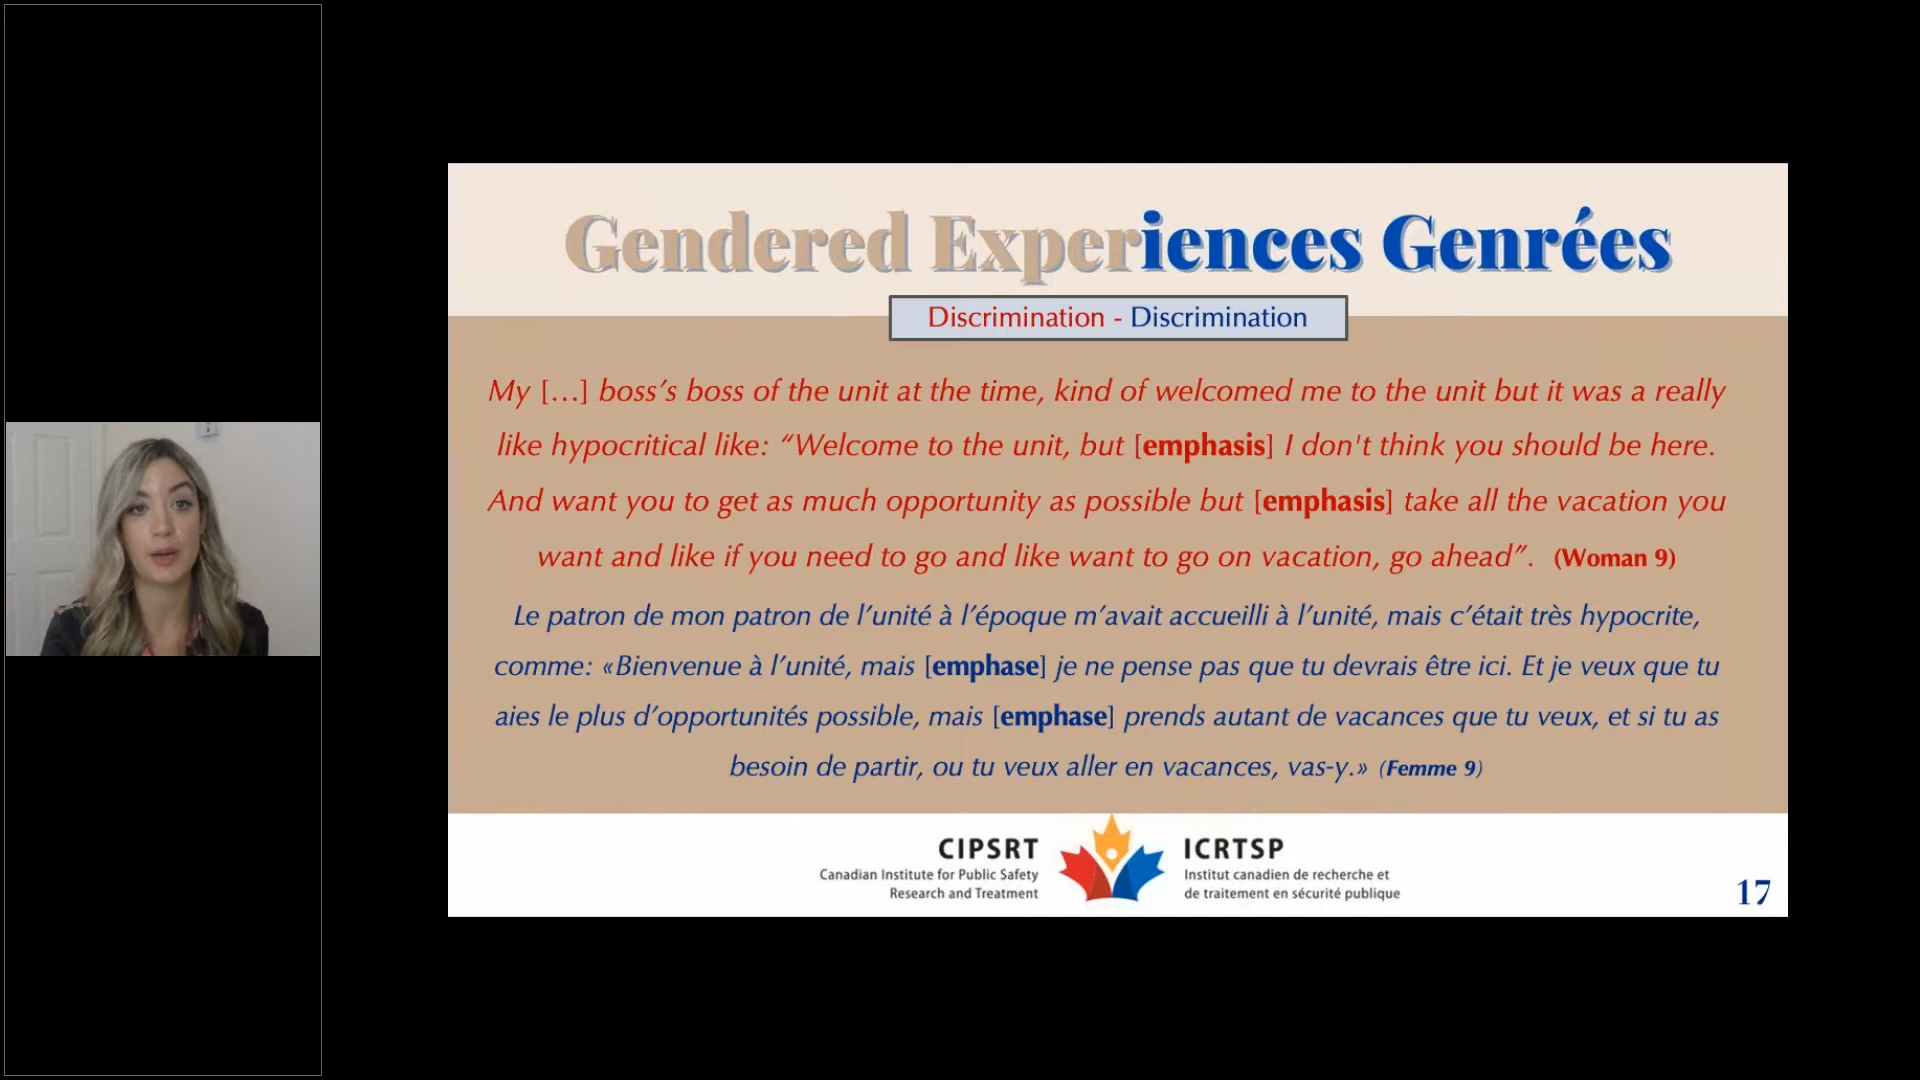 Gendered Experiences Genrées
Discrimination - Discrimination
My [...] boss's boss of the unit at the time, kind of welcomed me to the unit but it was a really
like hypocritical like: “Welcome to the unit, but [emphasis] I don't think you should be here.
And want you to get as much opportunity as possible but [emphasis] take all the vacation you
want and like if you need to go and like want to go on vacation, go ahead”. (Woman 9)
Le patron de mon patron de l’unité à l’époque m’avait accueilli à l’unité, mais c’était très hypocrite,
comme: «Bienvenue à l’unité, mais [emphase] je ne pense pas que tu devrais être ici. Et je veux que tu
aies le plus d’opportunités possible, mais [emphase] prends autant de vacances que tu veux, et si tu as
besoin de partir, ou tu veux aller en vacances, vas-y.» (Femme 9)
CIPSRT
Canadian Institute for Public Safety
Research and Treatment
ICRTSP
Institut canadien de recherche et
de traitement en sécurité publique
17